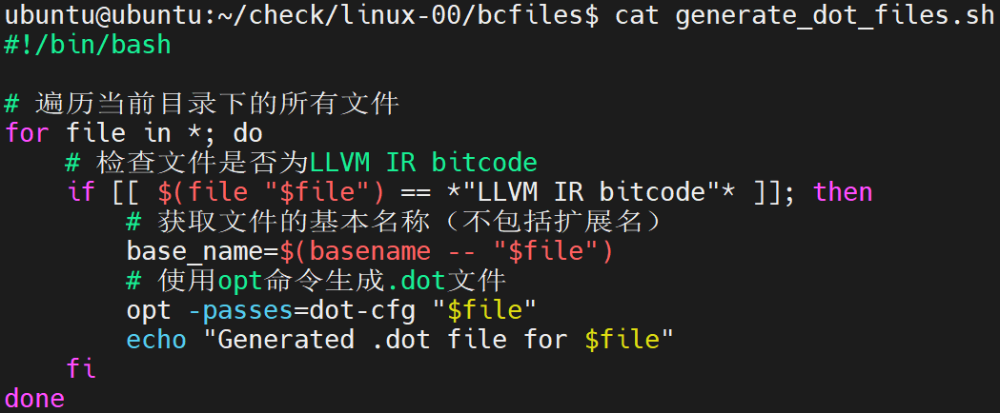 ubuntu@ubuntu:~/check/linux-00/bcfiles$ cat generate_dot_files.sh
#!/bin/bash

# 遍历当前目录下的所有文件
for file in *; do
    # 检查文件是否为LLVM IR bitcode
    if [[ $(file "$file") == *"LLVM IR bitcode"* ]]; then
        # 获取文件的基本名称（不包括扩展名）
        base_name=$(basename -- "$file")
        # 使用opt命令生成.dot文件
        opt -passes=dot-cfg "$file"
        echo "Generated .dot file for $file"
    fi
done